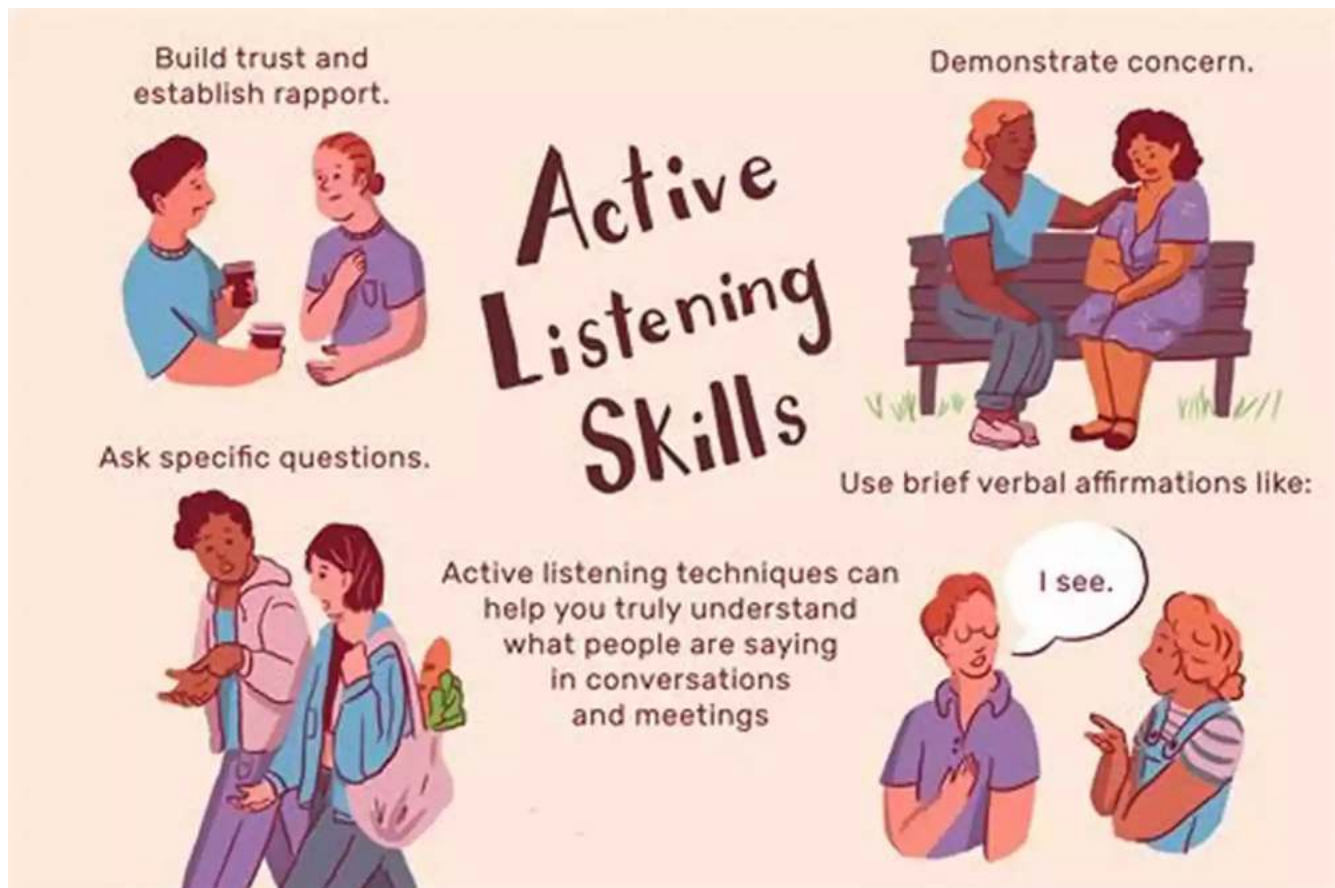 Build trust and
establish rapport.
Demonstrate concern.
Active
Listening
Skills
Ask specific questions.
Use brief verbal affirmations like:
I see.
Active listening techniques can
help you truly understand
what people are saying
in conversations
and meetings